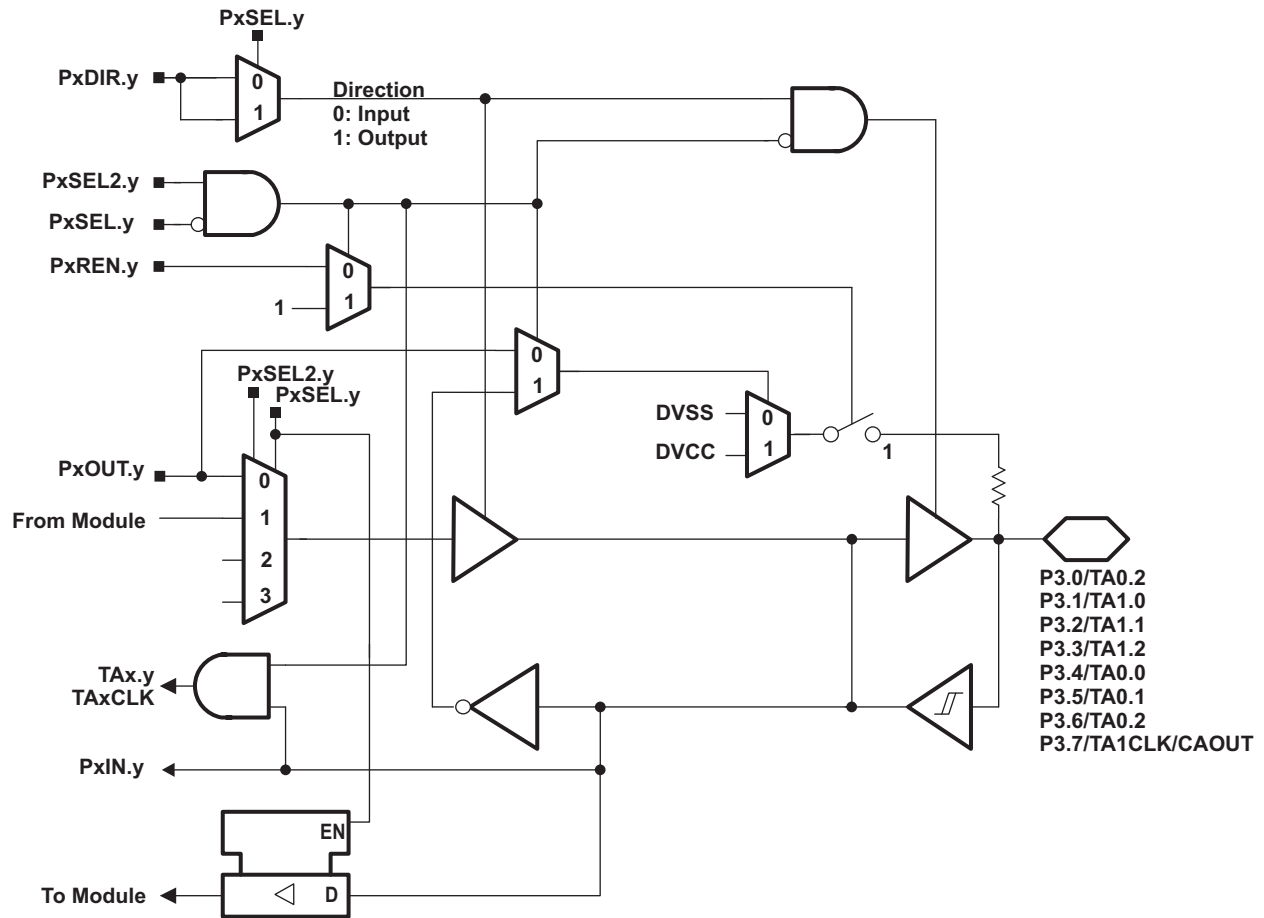 PxSEL.y
PxDIR.y
0
1
Direction
0: Input
1: Output
PxSEL2.y
PxSEL.y
PxREN.y
0
1
1
0
1
PxSEL2.y
PxSEL.y
DVSS
DVCC
0
1
1
PxOUT.y
From Module
0
1
2
3
P3.0/TA0.2
P3.1/TA1.0
P3.2/TA1.1
P3.3/TA1.2
P3.4/TA0.0
P3.5/TA0.1
P3.6/TA0.2
P3.7/TA1CLK/CAOUT
TAx.y
TAxCLK
PxIN.y
EN
D
To Module